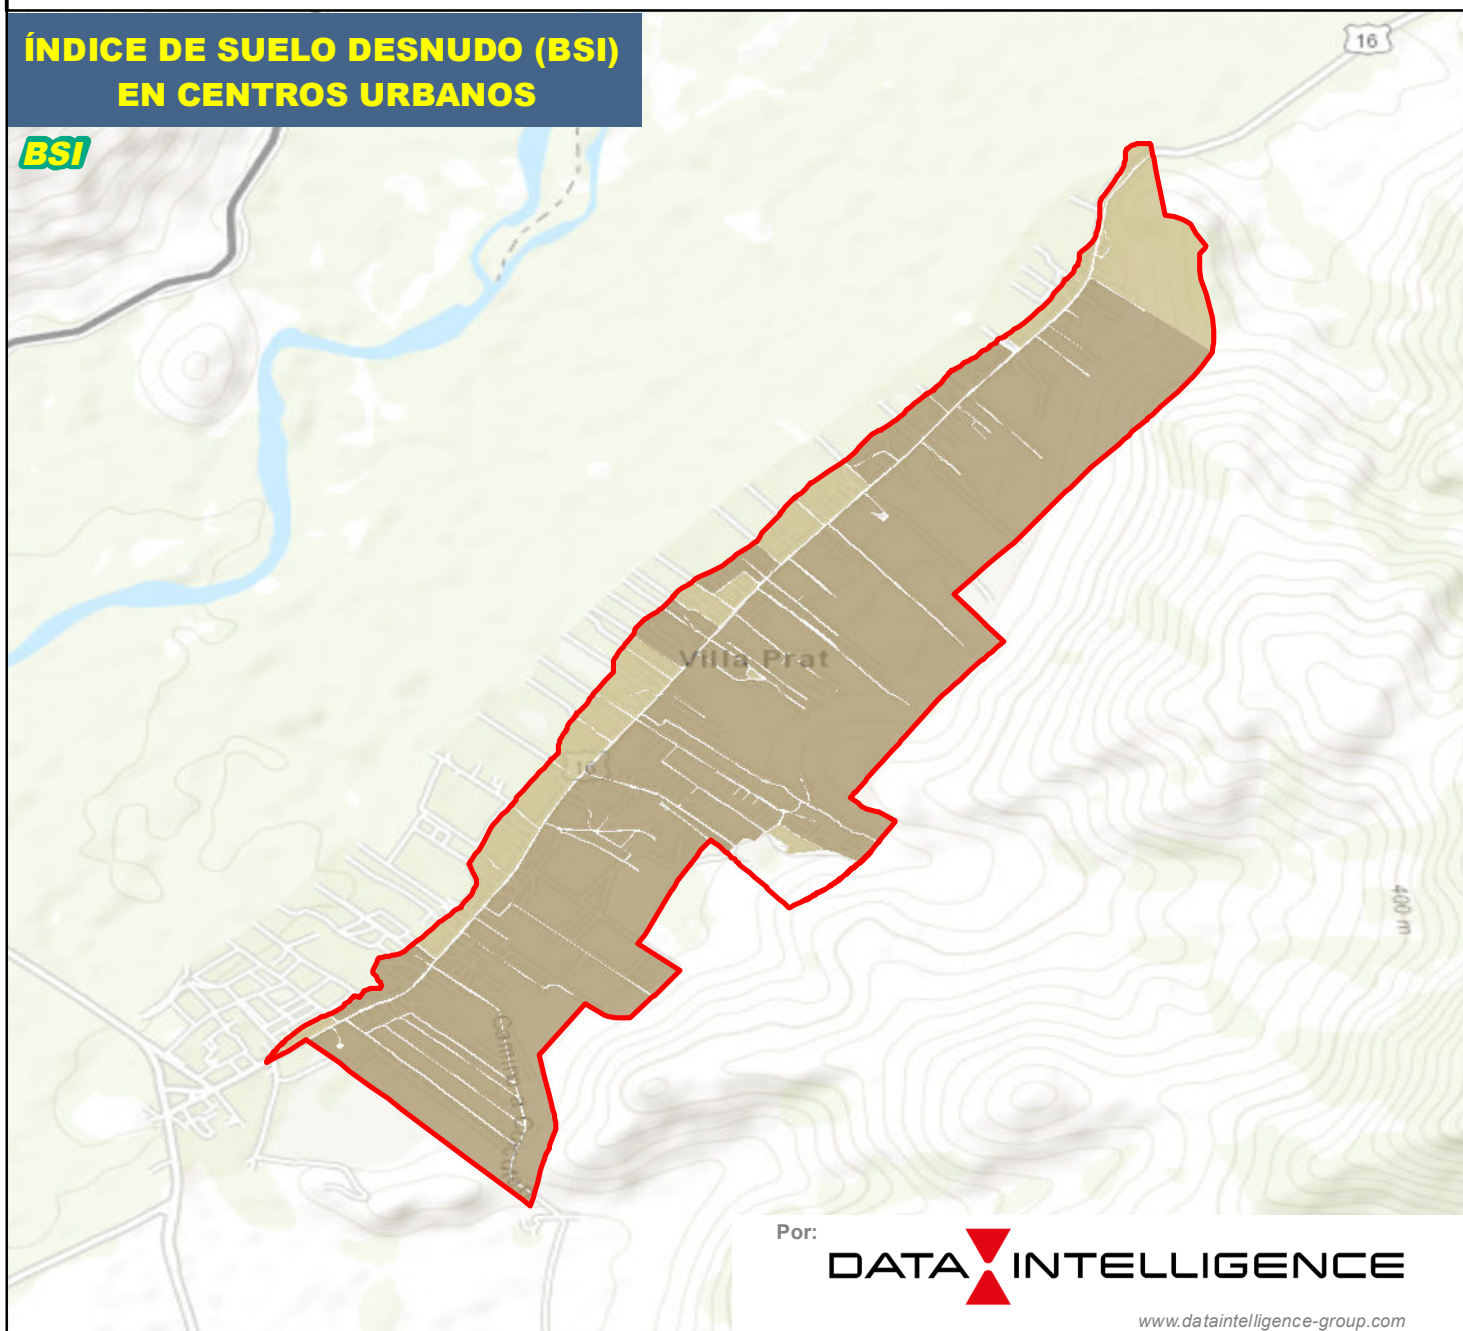 ÍNDICE DE SUELO DESNUDO (BSI)
EN CENTROS URBANOS
BSI
16
Villa Prat
16
400 m
Camino a
Por:
DATA INTELLIGENCE
www.dataintelligence-group.com